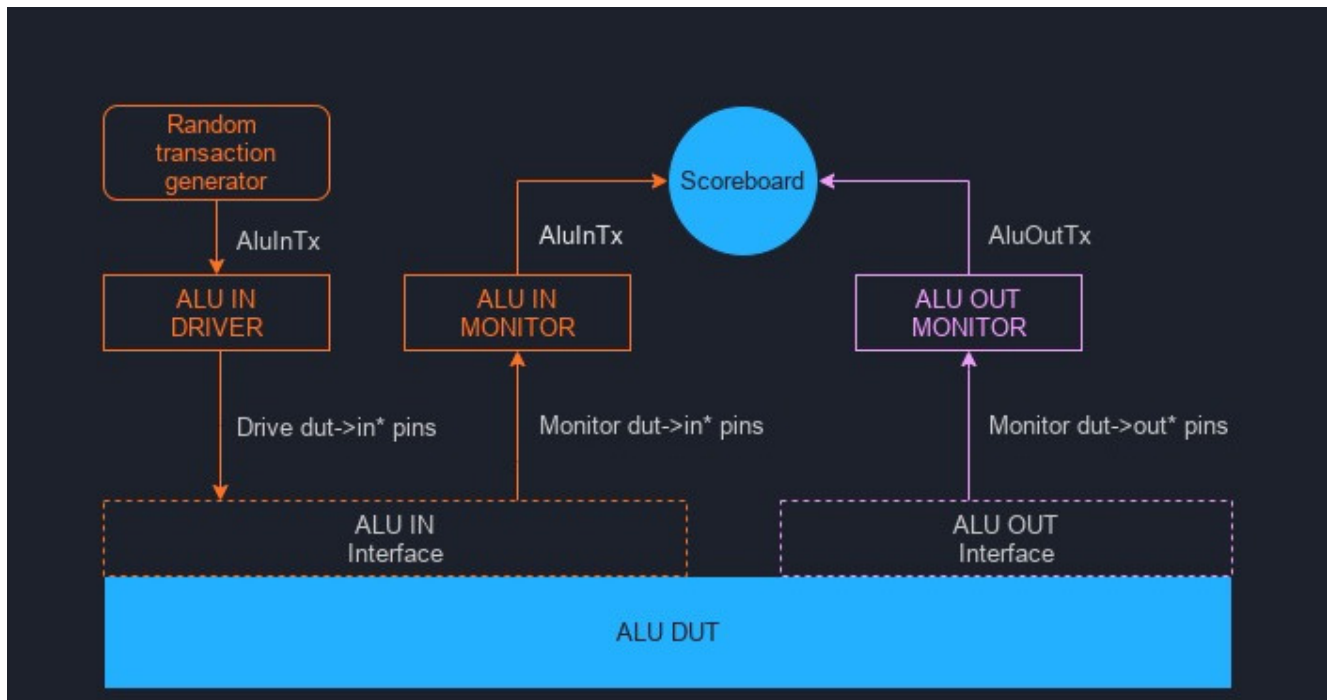 Random
transaction
generator
Scoreboard
AluInTx
AluInTx
AluOutTx
ALU IN
DRIVER
ALU IN
MONITOR
ALU OUT
MONITOR
Drive dut->in* pins
Monitor dut->in* pins
Monitor dut->out* pins
ALU IN
Interface
ALU OUT
Interface
ALU DUT